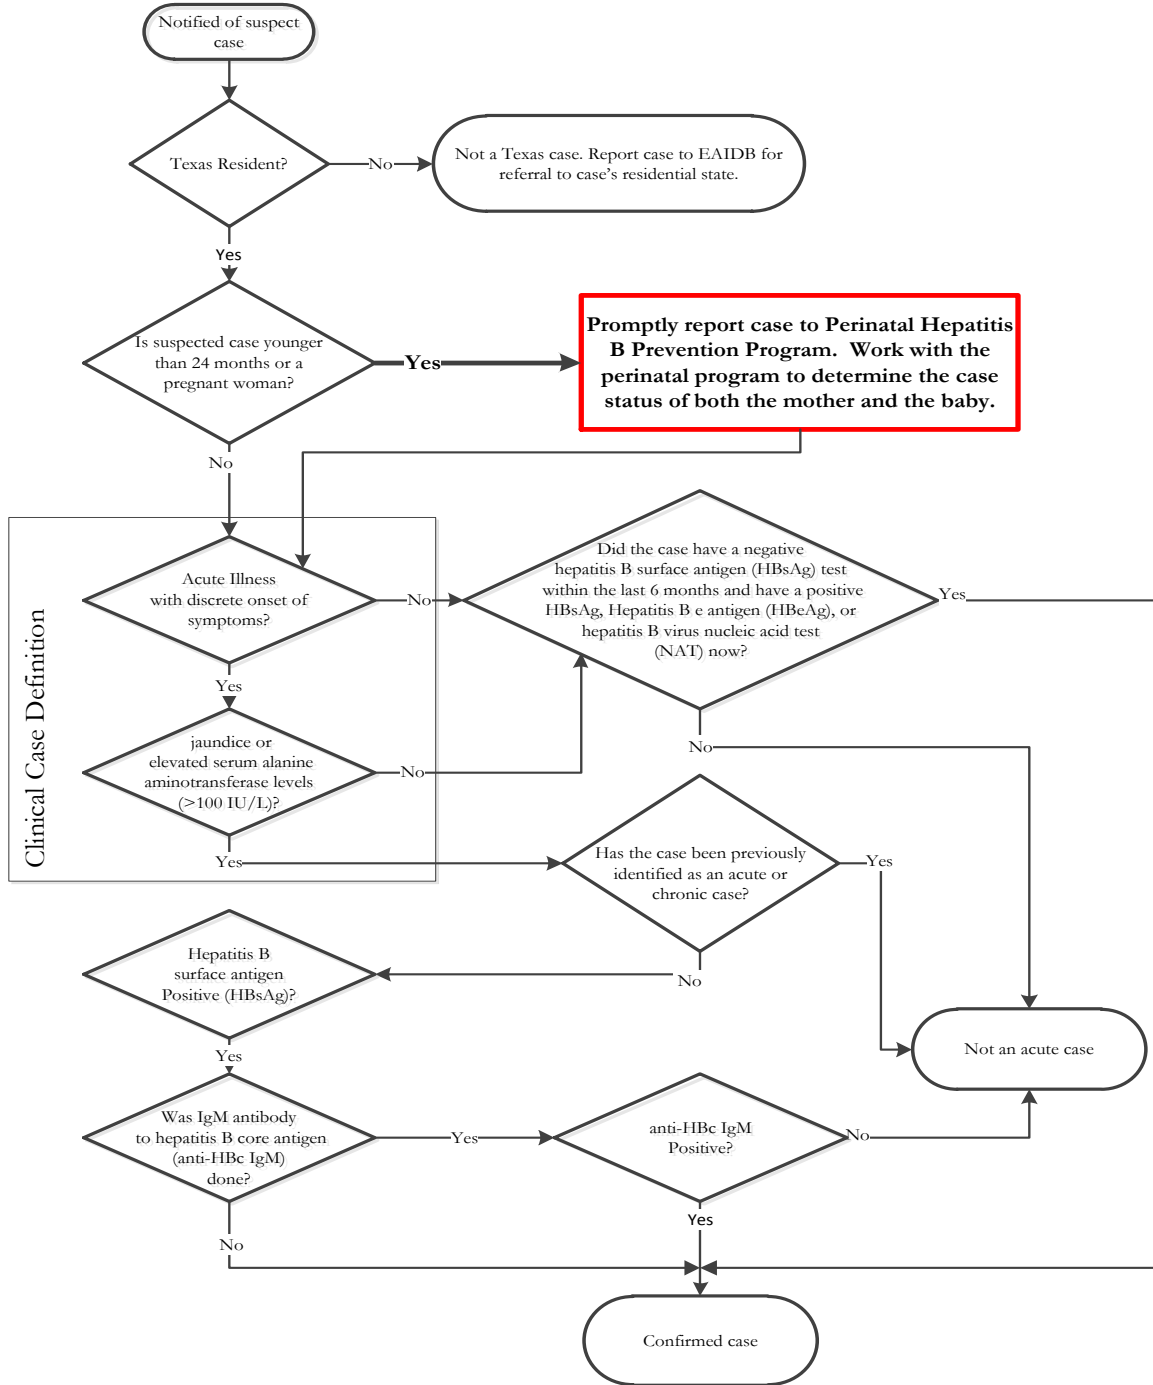 Notified of suspect
case
Texas Resident?
No
Not a Texas case. Report case to EAIDB for
referral to case's residential state.
Yes
Is suspected case younger
than 24 months or a
pregnant woman?
Yes
Promptly report case to Perinatal Hepatitis
B Prevention Program.  Work with the
perinatal program to determine the case
status of both the mother and the baby.
No
Clinical Case Definition
Acute Illness
with discrete onset of
symptoms?
No
Did the case have a negative
hepatitis B surface antigen (HBsAg) test
within the last 6 months and have a positive
HBsAg, Hepatitis B e antigen (HBeAg), or
hepatitis B virus nucleic acid test
(NAT) now?
Yes
Yes
No
jaundice or
elevated serum alanine
aminotransferase levels
(>100 IU/L)?
No
Yes
Has the case been previously
identified as an acute or
chronic case?
Yes
No
Hepatitis B
surface antigen
Positive (HBsAg)?
Yes
Not an acute case
Was IgM antibody
to hepatitis B core antigen
(anti-HBc IgM)
done?
Yes
anti-HBc IgM
Positive?
No
Yes
No
Confirmed case